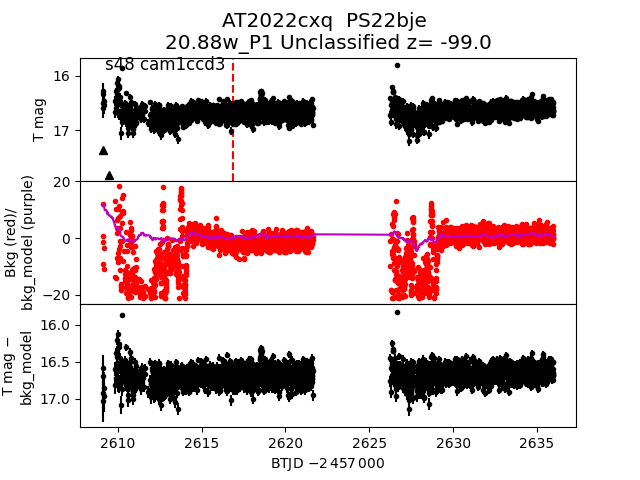 AT2022cxq  PS22bje
20.88w_P1 Unclassified z= -99.0
s48 cam1ccd3
16
17
T mag
20
0
−20
Bkg (red)/
bkg_model (purple)
16.0
16.5
17.0
T mag −
bkg_model
2610 2615 2620 2625 2630 2635
BTJD −2 457 000